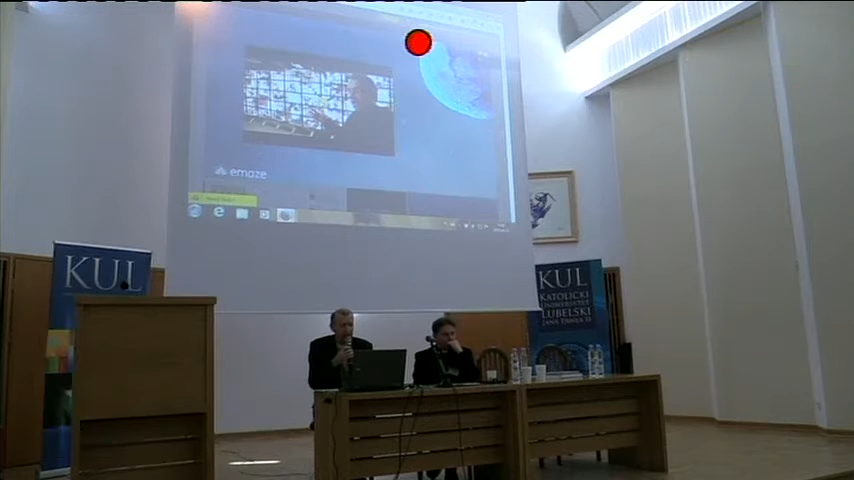 emaze
KUL
KUL
KATOLICKI
UNIWERSYTET
LUBELSKI
JANA PAWŁA II